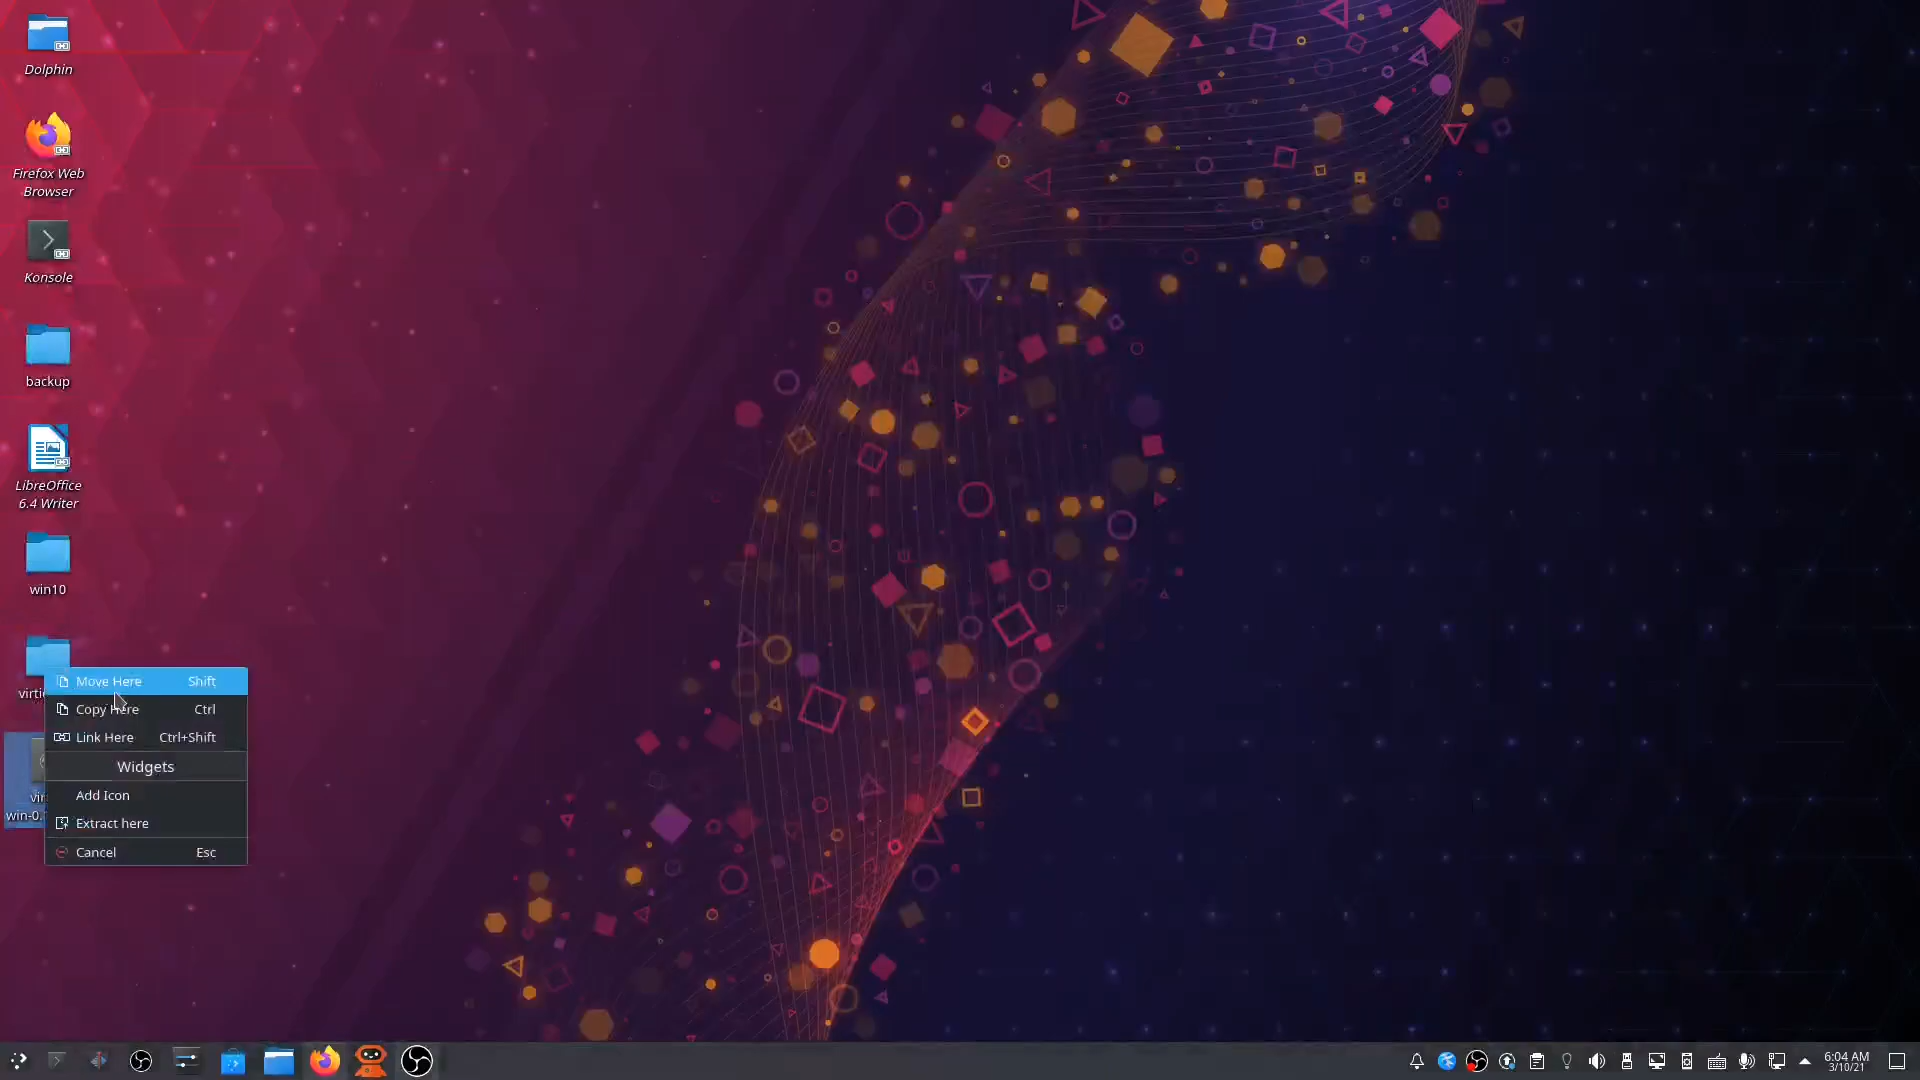 Dolphin
Firefox Web
Browser
Konsole
backup
LibreOffice
6.4 Writer
win10
Move Here Shift
Copy Here Ctrl
Link Here Ctrl+Shift
Widgets
Add Icon
Extract here
Cancel Esc
6:04 AM
3/10/21